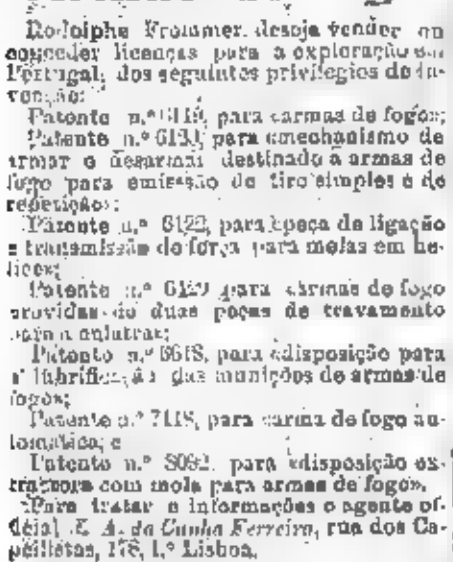 Rodolphe Frommer, deseja vender ou
conceder licenças para a exploração em
Portugal, dos seguintes privilegios de in-
venção:
Patente n.º para «armas de fogo»;
Patente n.º para «mechanismo de
armar e desarmar destinado a armas de
fogo para emissão de tiro simples e de
repetição»;
Patente n.º 6122, para «peça de ligação
e transmissão de força para molas em he-
lices»;
Patente n.º para «armas de fogo
providas de duas peças de travamento
para a culatra»;
Patente n.º 6618, para «disposição para
a lubrificação das munições de armas de
fogo»;
Patente n.º 7118, para «arma de fogo au-
tomatica; e
Patente n.º para «disposição ex-
tractora com mola para armas de fogo».
Para tratar e informações o agente of-
ficial J. A. da Cunha Ferreira, rua dos Ca-
pellistas, 178, 1.º Lisboa.